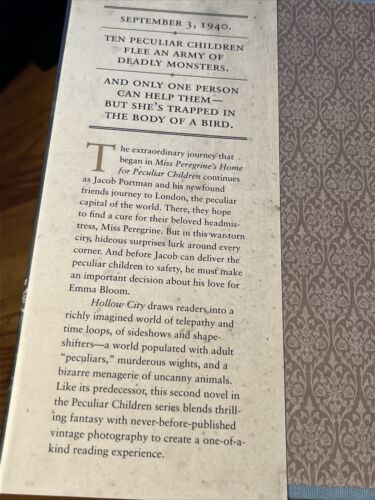 SEPTEMBER 3, 1940.
TEN PECULIAR CHILDREN
FLEE AN ARMY OF
DEADLY MONSTERS.
AND ONLY ONE PERSON
CAN HELP THEM—
BUT SHE'S TRAPPED IN
THE BODY OF A BIRD.
The extraordinary journey that
began in Miss Peregrine's Home
for Peculiar Children continues
as Jacob Portman and his newfound
friends journey to London, the peculiar
capital of the world. There, they hope
to find a cure for their beloved headmis-
tress, Miss Peregrine. But in this war-torn
city, hideous surprises lurk around every
corner. And before Jacob can deliver the
peculiar children to safety, he must make
an important decision about his love for
Emma Bloom.
Hollow City draws readers into a
richly imagined world of telepathy and
time loops, of sideshows and shape-
shifters—a world populated with adult
"peculiars," murderous wights, and a
bizarre menagerie of uncanny animals.
Like its predecessor, this second novel in
the Peculiar Children series blends thrill-
ing fantasy with never-before-published
vintage photography to create a one-of-a-
kind reading experience.